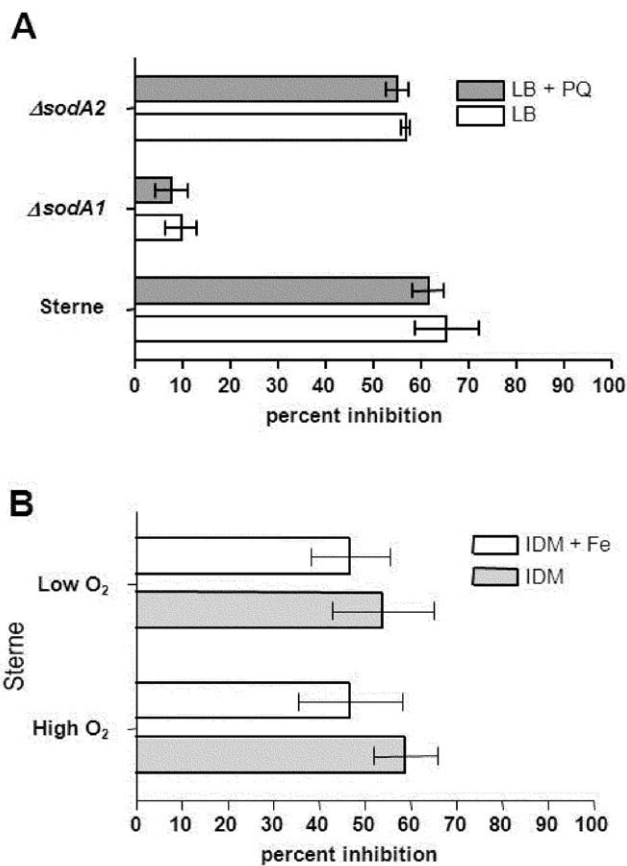 A
ΔsodA2
LB + PQ
LB
ΔsodA1
Sterne
0 10 20 30 40 50 60 70 80 90 100
percent inhibition
B
IDM + Fe
IDM
Low O₂
Sterne
High O₂
0 10 20 30 40 50 60 70 80 90 100
percent inhibition